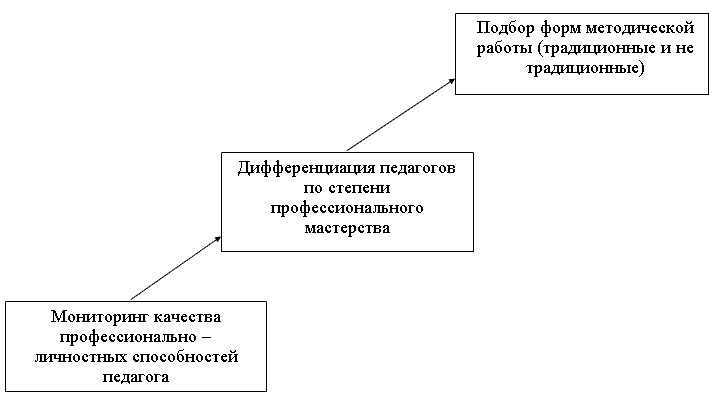 Подбор форм методической
работы (традиционные и не
традиционные)
Дифференциация педагогов
по степени
профессионального
мастерства
Мониторинг качества
профессионально –
личностных способностей
педагога